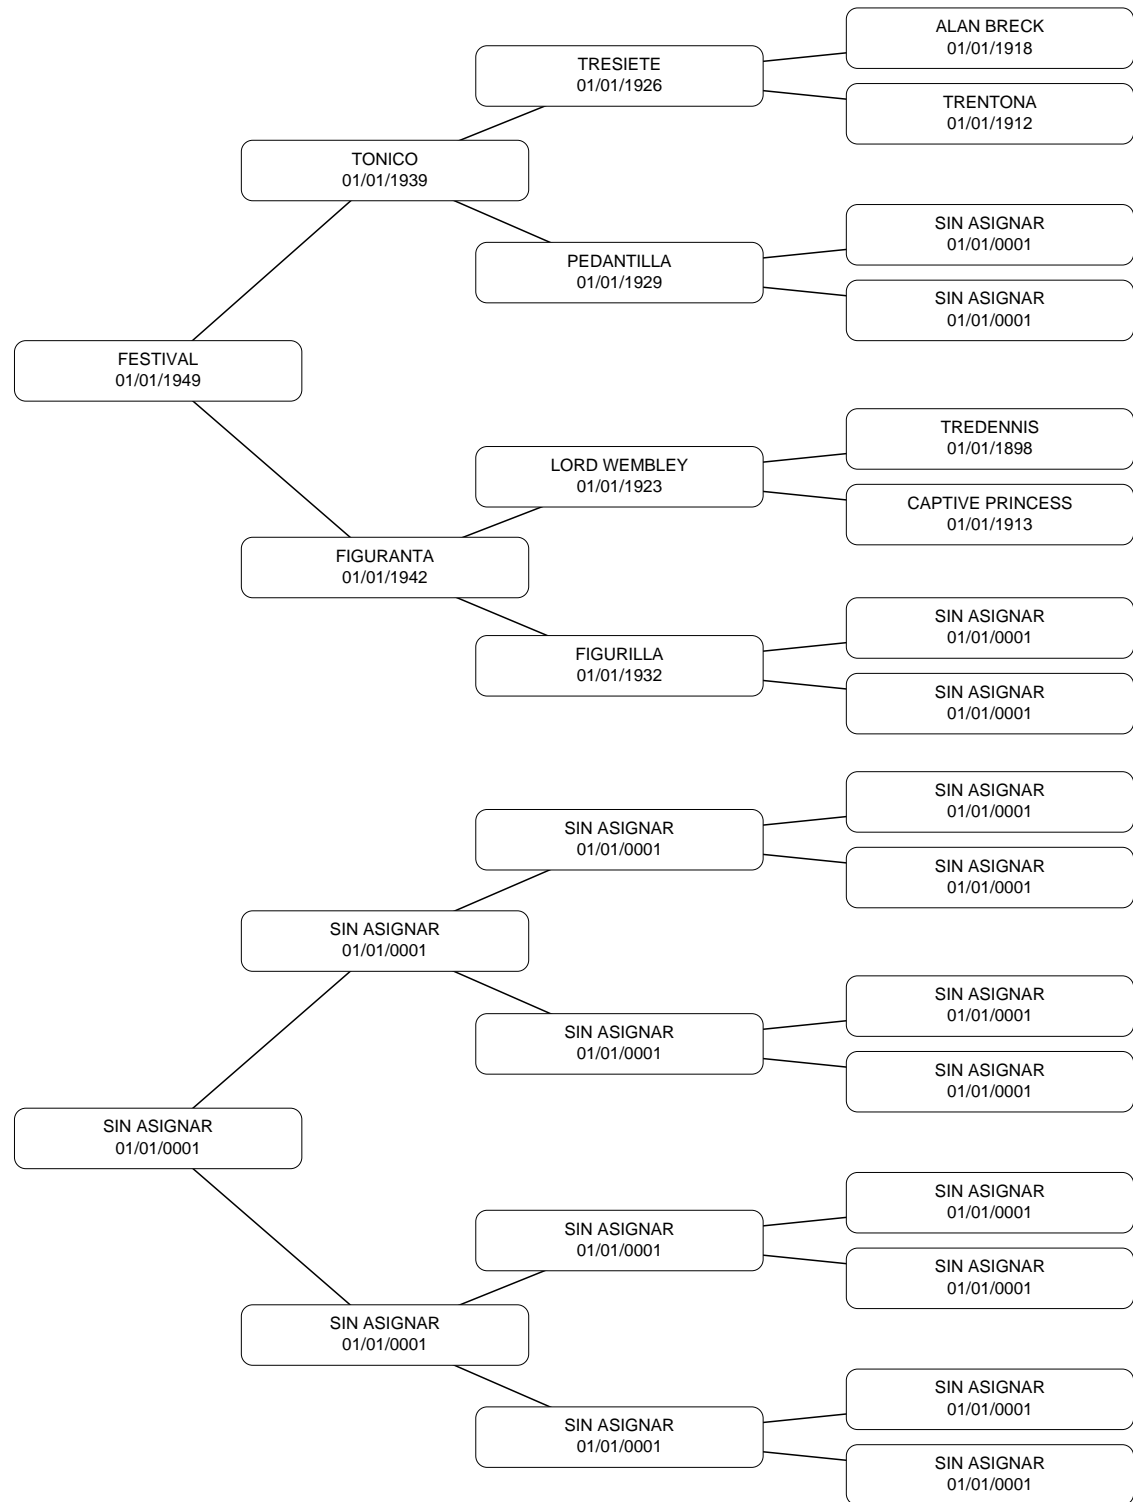 ALAN BRECK
01/01/1918
TRESIETE
01/01/1926
TRENTONA
01/01/1912
TONICO
01/01/1939
SIN ASIGNAR
01/01/0001
PEDANTILLA
01/01/1929
SIN ASIGNAR
01/01/0001
FESTIVAL
01/01/1949
TREDENNIS
01/01/1898
LORD WEMBLEY
01/01/1923
CAPTIVE PRINCESS
01/01/1913
FIGURANTA
01/01/1942
SIN ASIGNAR
01/01/0001
FIGURILLA
01/01/1932
SIN ASIGNAR
01/01/0001
SIN ASIGNAR
01/01/0001
SIN ASIGNAR
01/01/0001
SIN ASIGNAR
01/01/0001
SIN ASIGNAR
01/01/0001
SIN ASIGNAR
01/01/0001
SIN ASIGNAR
01/01/0001
SIN ASIGNAR
01/01/0001
SIN ASIGNAR
01/01/0001
SIN ASIGNAR
01/01/0001
SIN ASIGNAR
01/01/0001
SIN ASIGNAR
01/01/0001
SIN ASIGNAR
01/01/0001
SIN ASIGNAR
01/01/0001
SIN ASIGNAR
01/01/0001
SIN ASIGNAR
01/01/0001